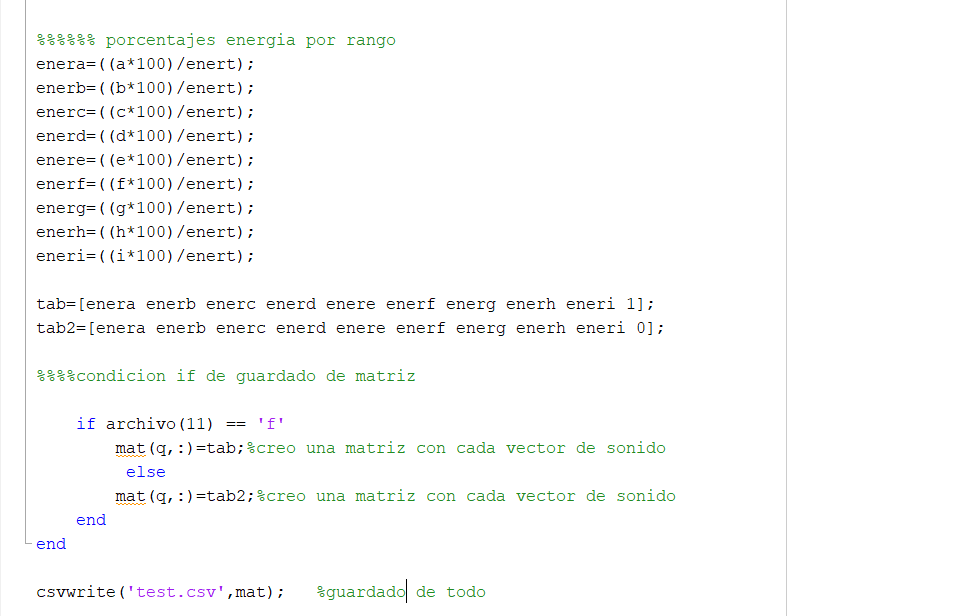 %%%%%% porcentajes energia por rango
enera=((a*100)/enert);
enerb=((b*100)/enert);
enerc=((c*100)/enert);
enerd=((d*100)/enert);
enere=((e*100)/enert);
enerf=((f*100)/enert);
energ=((g*100)/enert);
enerh=((h*100)/enert);
eneri=((i*100)/enert);
tab=[enera enerb enerc enerd enere enerf energ enerh eneri 1];
tab2=[enera enerb enerc enerd enere enerf energ enerh eneri 0];
%%%%condicion if de guardado de matriz
if archivo(11) == 'f'
mat(q,:)=tab;%creo una matriz con cada vector de sonido
else
mat(q,:)=tab2;%creo una matriz con cada vector de sonido
end
end
csvwrite('test.csv',mat);   %guardado de todo